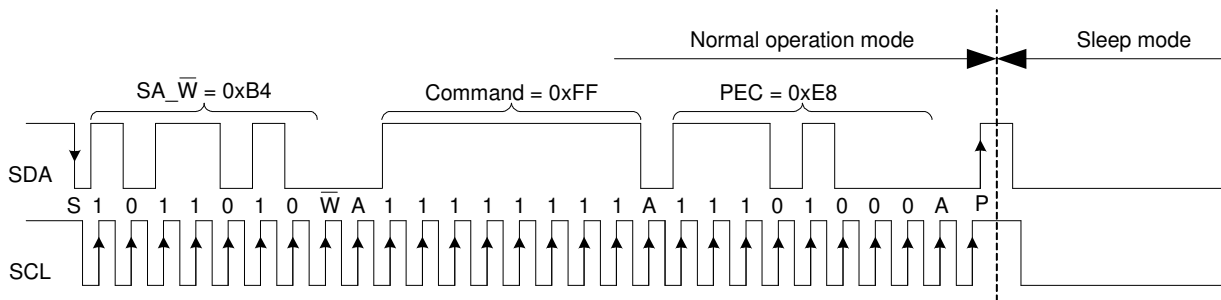 Normal operation mode Sleep mode
SA_W̅ = 0xB4 Command = 0xFF PEC = 0xE8
SDA
S 1 0 1 1 0 1 0 W̅ A 1 1 1 1 1 1 1 1 A 1 1 1 0 1 0 0 0 A P
SCL